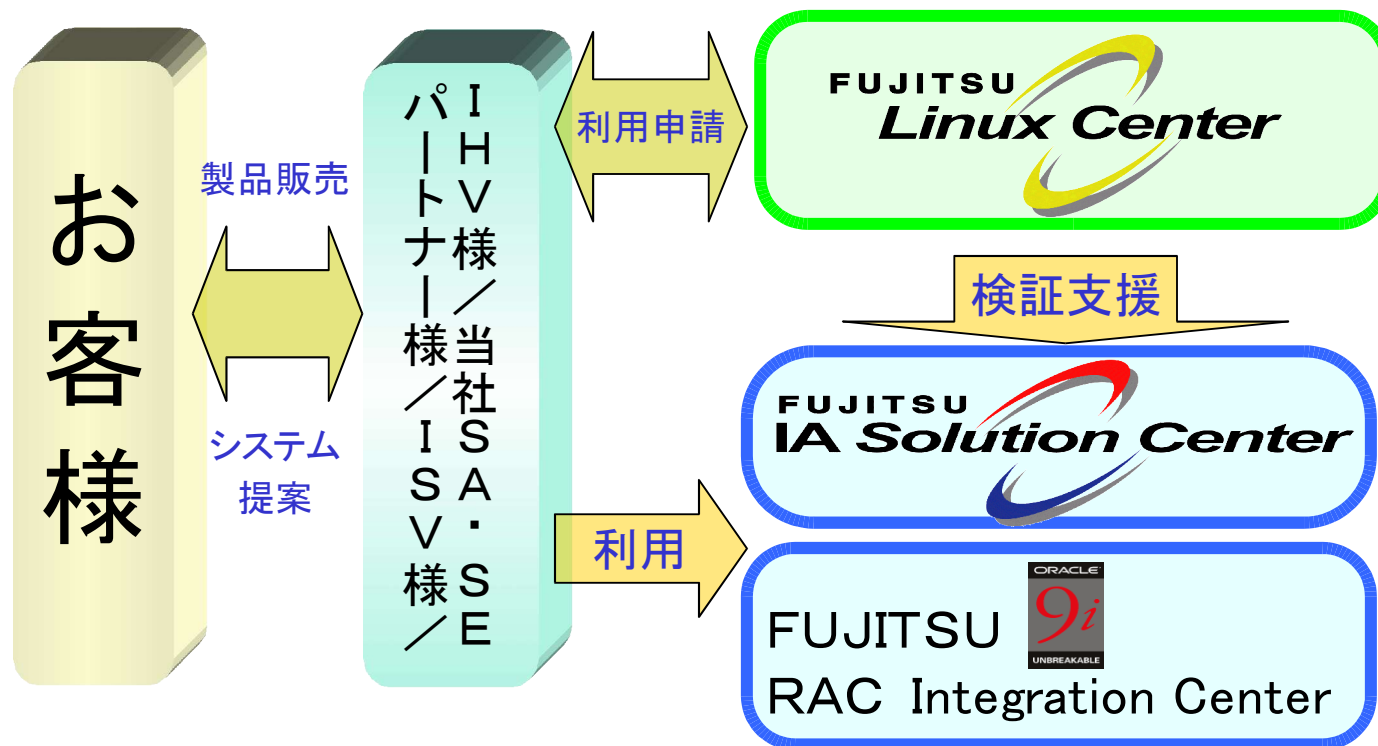 お客様
製品販売
システム
提案
パートナー様／ＩＳＶ様／
ＩＨＶ様／当社ＳＡ・ＳＥ
利用申請
FUJITSU
Linux Center
検証支援
FUJITSU
IA Solution Center
利用
ORACLE
9i
UNBREAKABLE
FUJITSU
RAC Integration Center